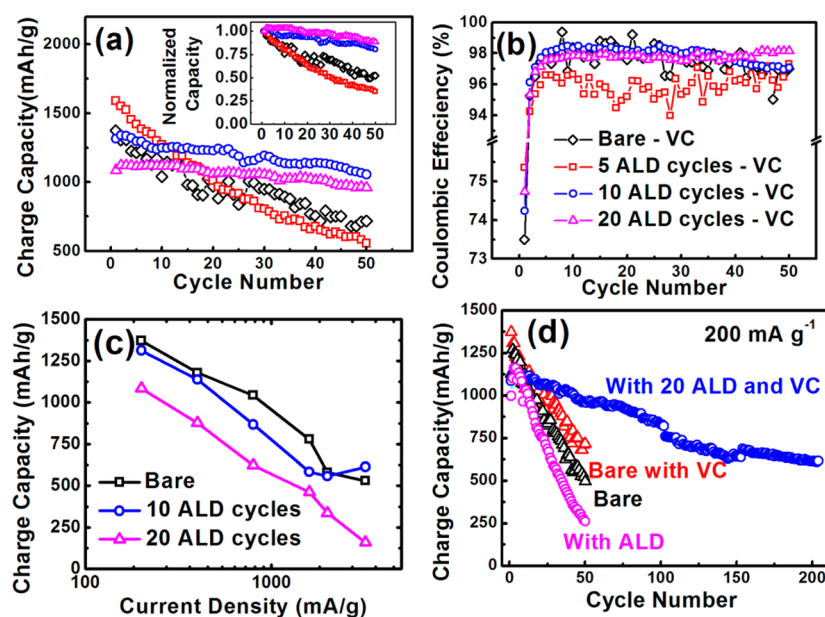 (a)
Charge Capacity(mAh/g)
2000
1500
1000
500
0 10 20 30 40 50
Cycle Number
Normalized
Capacity
1.00
0.75
0.50
0.25
0.00
0 10 20 30 40 50
(b)
Coulombic Effeciency (%)
100
98
96
94
75
74
73
0 10 20 30 40 50
Cycle Number
Bare - VC
5 ALD cycles - VC
10 ALD cycles - VC
20 ALD cycles - VC
(c)
Charge Capacity (mAh/g)
1500
1250
1000
750
500
250
0
100 1000
Current Density (mA/g)
Bare
10 ALD cycles
20 ALD cycles
(d)
200 mA g⁻¹
Charge Capacity (mAh/g)
1500
1250
1000
750
500
250
0
0 50 100 150 200
Cycle Number
With 20 ALD and VC
Bare with VC
Bare
With ALD